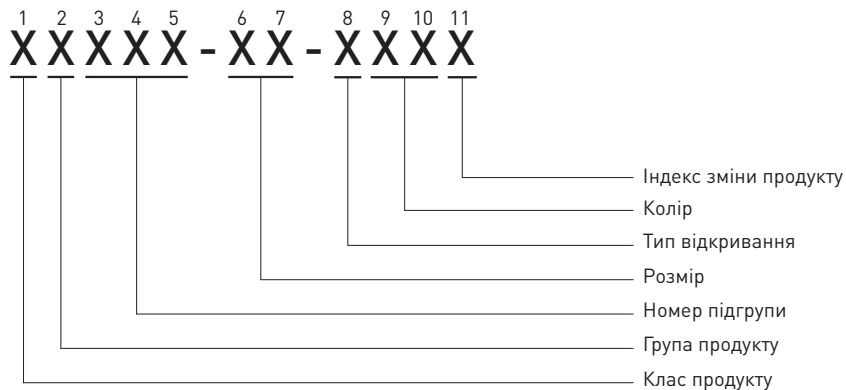 1 2 3 4 5 6 7 8 9 10 11
X X X X X - X X - X X X X
Індекс зміни продукту
Колір
Тип відкривання
Розмір
Номер підгрупи
Група продукту
Клас продукту